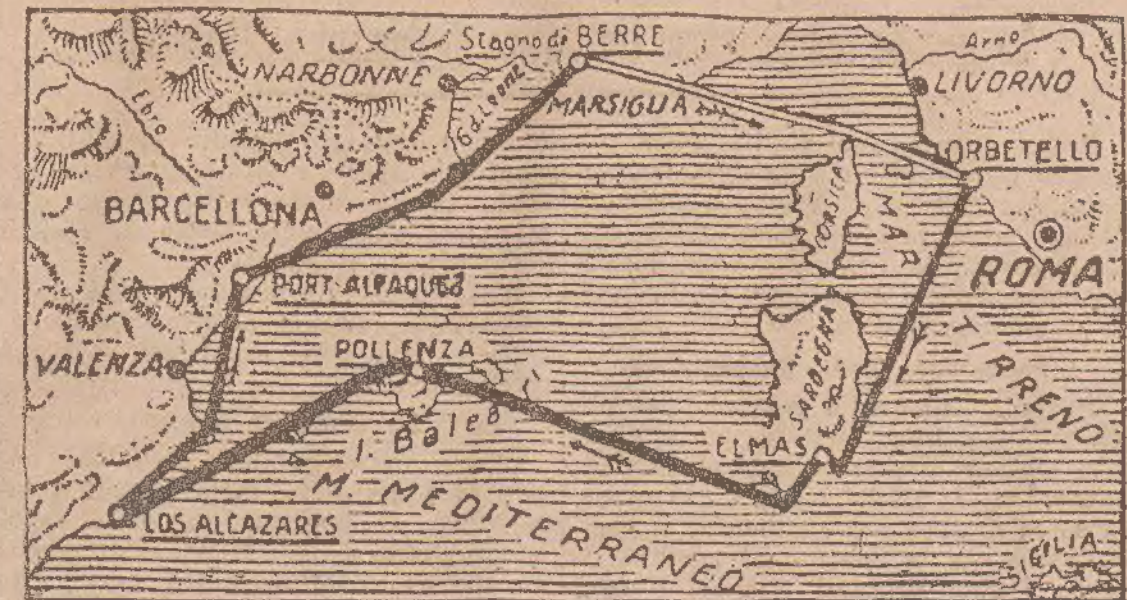 Stagno di BERRE
Arno
NARBONNE
LIVORNO
Ebro
G.d.Leone
MARSIGLIA
ORBETELLO
BARCELLONA
CORSICA
MAR
ROMA
PORT ALFAQUES
TIRRENO
VALENZA
POLLENZA
SARDEGNA
I. Balea
ELMAS
M. MEDITERRANEO
LOS ALCAZARES
SICILIA